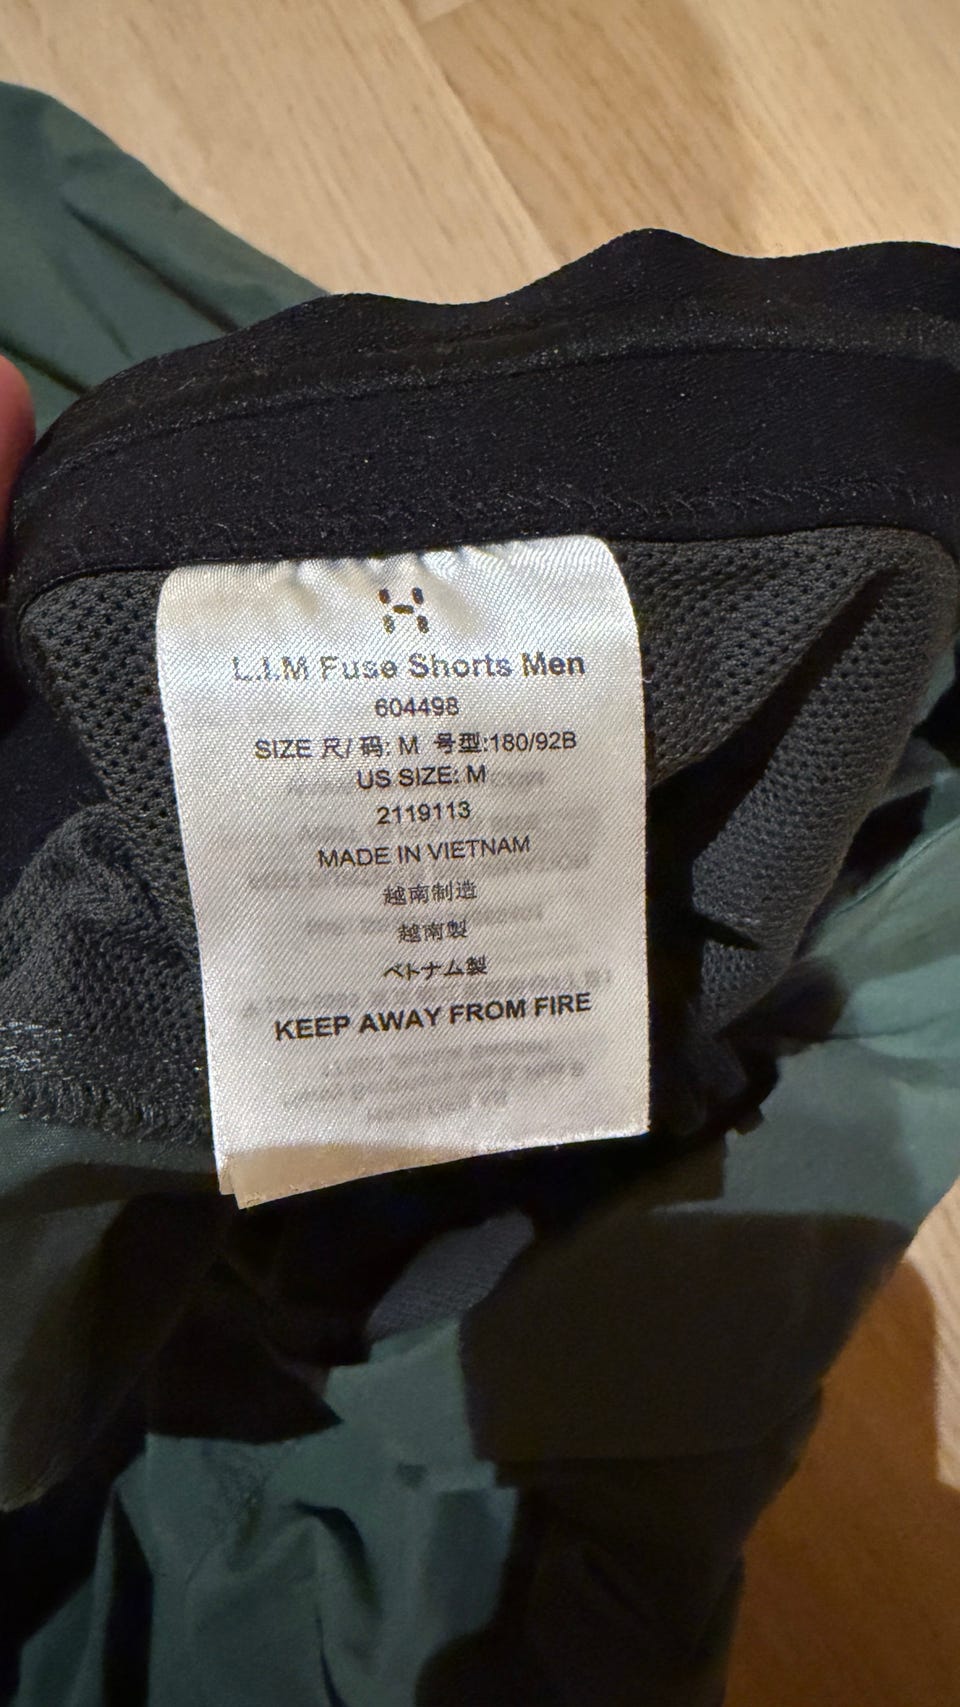 L.I.M Fuse Shorts Men
604498
SIZE 尺/ 码: M 号型:180/92B
US SIZE: M
2119113
MADE IN VIETNAM
越南制造
越南製
ベトナム製
KEEP AWAY FROM FIRE